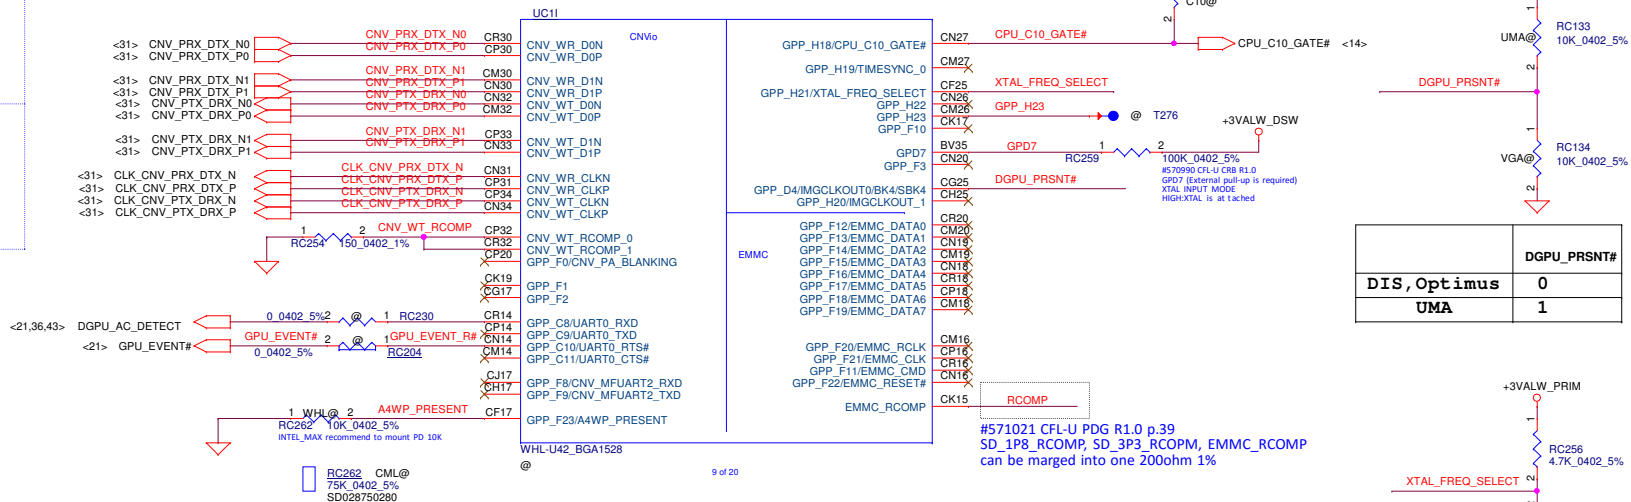 UC1I
CNVio
EMMC
<31> CNV_PRX_DTX_N0 CNV_PRX_DTX_N0 CR30 CNV_WR_D0N
<31> CNV_PRX_DTX_P0 CNV_PRX_DTX_P0 CP30 CNV_WR_D0P
<31> CNV_PRX_DTX_N1 CNV_PRX_DTX_N1 CM30 CNV_WR_D1N
<31> CNV_PRX_DTX_P1 CNV_PRX_DTX_P1 CN30 CNV_WR_D1P
<31> CNV_PTX_DRX_N0 CNV_PTX_DRX_N0 CN32 CNV_WT_D0N
<31> CNV_PTX_DRX_P0 CNV_PTX_DRX_P0 CM32 CNV_WT_D0P
<31> CNV_PTX_DRX_N1 CNV_PTX_DRX_N1 CP33 CNV_WT_D1N
<31> CNV_PTX_DRX_P1 CNV_PTX_DRX_P1 CN33 CNV_WT_D1P
<31> CLK_CNV_PRX_DTX_N CLK_CNV_PRX_DTX_N CN31 CNV_WR_CLKN
<31> CLK_CNV_PRX_DTX_P CLK_CNV_PRX_DTX_P CP31 CNV_WR_CLKP
<31> CLK_CNV_PTX_DRX_N CLK_CNV_PTX_DRX_N CP34 CNV_WT_CLKN
<31> CLK_CNV_PTX_DRX_P CLK_CNV_PTX_DRX_P CN34 CNV_WT_CLKP
1 2 CNV_WT_RCOMP CP32 CNV_WT_RCOMP_0
RC254 150_0402_1% CR32 CNV_WT_RCOMP_1
CP20 GPP_F0/CNV_PA_BLANKING
CK19 GPP_F1
CG17 GPP_F2
<21,36,43> DGPU_AC_DETECT 0_0402_5% 2 @ 1 RC230 CR14 GPP_C8/UART0_RXD
CP14 GPP_C9/UART0_TXD
<21> GPU_EVENT# GPU_EVENT# 2 @ 1 GPU_EVENT_R# CN14 GPP_C10/UART0_RTS#
0_0402_5% RC204 CM14 GPP_C11/UART0_CTS#
CJ17 GPP_F8/CNV_MFUART2_RXD
CH17 GPP_F9/CNV_MFUART2_TXD
1 WHL@ 2 A4WP_PRESENT CF17 GPP_F23/A4WP_PRESENT
RC262 10K_0402_5%
INTEL_MAX recommend to mount PD 10K
RC262 CML@
75K_0402_5%
SD028750280
WHL-U42_BGA1528
@
9 of 20
C10@
2
GPP_H18/CPU_C10_GATE# CN27 CPU_C10_GATE# CPU_C10_GATE# <14>
GPP_H19/TIMESYNC_0 CM27
GPP_H21/XTAL_FREQ_SELECT CF25 XTAL_FREQ_SELECT
GPP_H22 CN26
GPP_H23 CM26 GPP_H23 @ T276
GPP_F10 CK17
+3VALW_DSW
GPD7 BV35 GPD7 1 2
RC259 100K_0402_5%
GPP_F3 CN20
#570990 CFL-U CRB R1.0
GPD7 (External pull-up is required)
XTAL INPUT MODE
HIGH:XTAL is at tached
GPP_D4/IMGCLKOUT0/BK4/SBK4 CG25 DGPU_PRSNT#
GPP_H20/IMGCLKOUT_1 CH25
GPP_F12/EMMC_DATA0 CR20
GPP_F13/EMMC_DATA1 CM20
GPP_F14/EMMC_DATA2 CN19
GPP_F15/EMMC_DATA3 CM19
GPP_F16/EMMC_DATA4 CN18
GPP_F17/EMMC_DATA5 CR18
GPP_F18/EMMC_DATA6 CP18
GPP_F19/EMMC_DATA7 CM18
GPP_F20/EMMC_RCLK CM16
GPP_F21/EMMC_CLK CP16
GPP_F11/EMMC_CMD CR16
GPP_F22/EMMC_RESET# CN16
EMMC_RCOMP CK15 RCOMP
#571021 CFL-U PDG R1.0 p.39
SD_1P8_RCOMP, SD_3P3_RCOPM, EMMC_RCOMP
can be marged into one 200ohm 1%
1
RC133
UMA@ 10K_0402_5%
2
DGPU_PRSNT#
1
RC134
VGA@ 10K_0402_5%
2
DGPU_PRSNT#
DIS,Optimus 0
UMA 1
+3VALW_PRIM
1
RC256
4.7K_0402_5%
2
XTAL_FREQ_SELECT